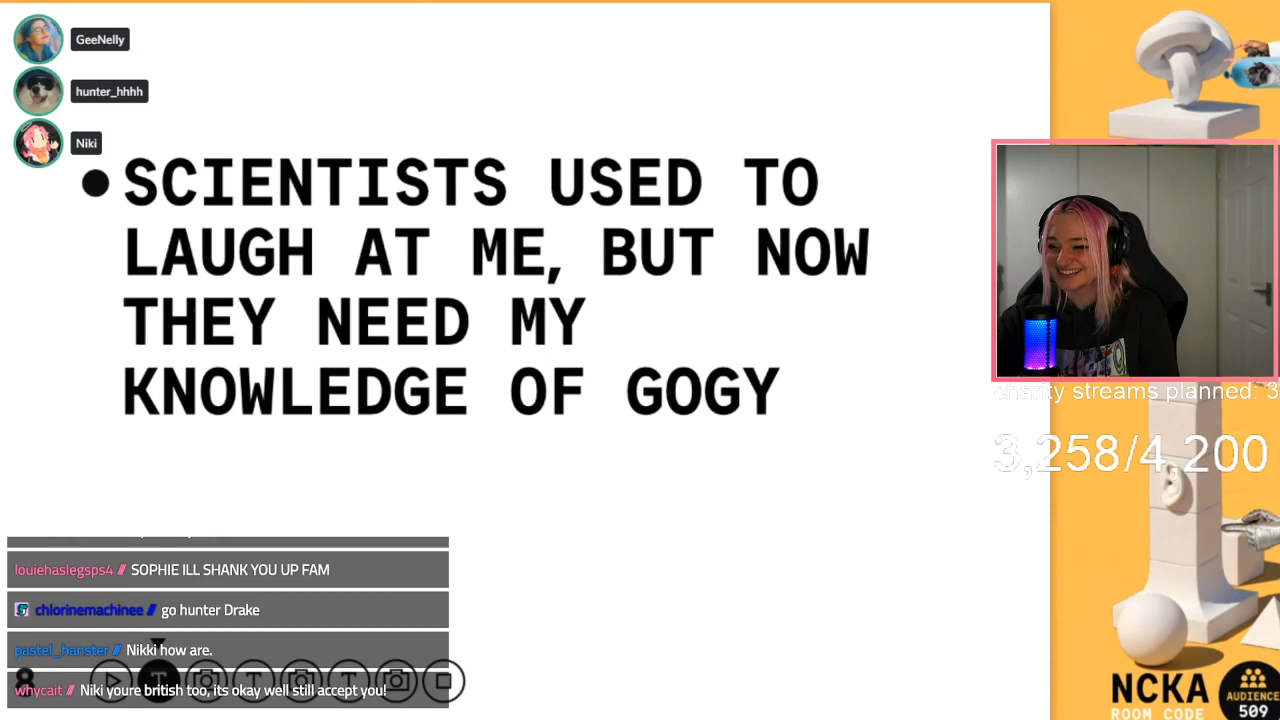 GeeNelly
hunter_hhhh
Niki
• SCIENTISTS USED TO
LAUGH AT ME, BUT NOW
THEY NEED MY
KNOWLEDGE OF GOGY
charity streams planned: 3
3,258/4,200
louiehaslegsps4 // SOPHIE ILL SHANK YOU UP FAM
chlorinemachinee // go hunter Drake
pastel_hanster // Nikki how are.
whycait // Niki youre british too, its okay well still accept you!
T T T
NCKA
ROOM CODE
AUDIENCE
509